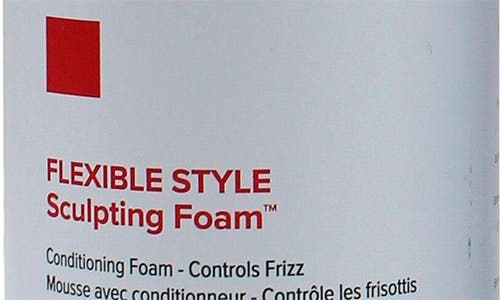 FLEXIBLE STYLE
Sculpting Foam™
Conditioning Foam - Controls Frizz
Mousse avec conditionneur - Contrôle les frisottis